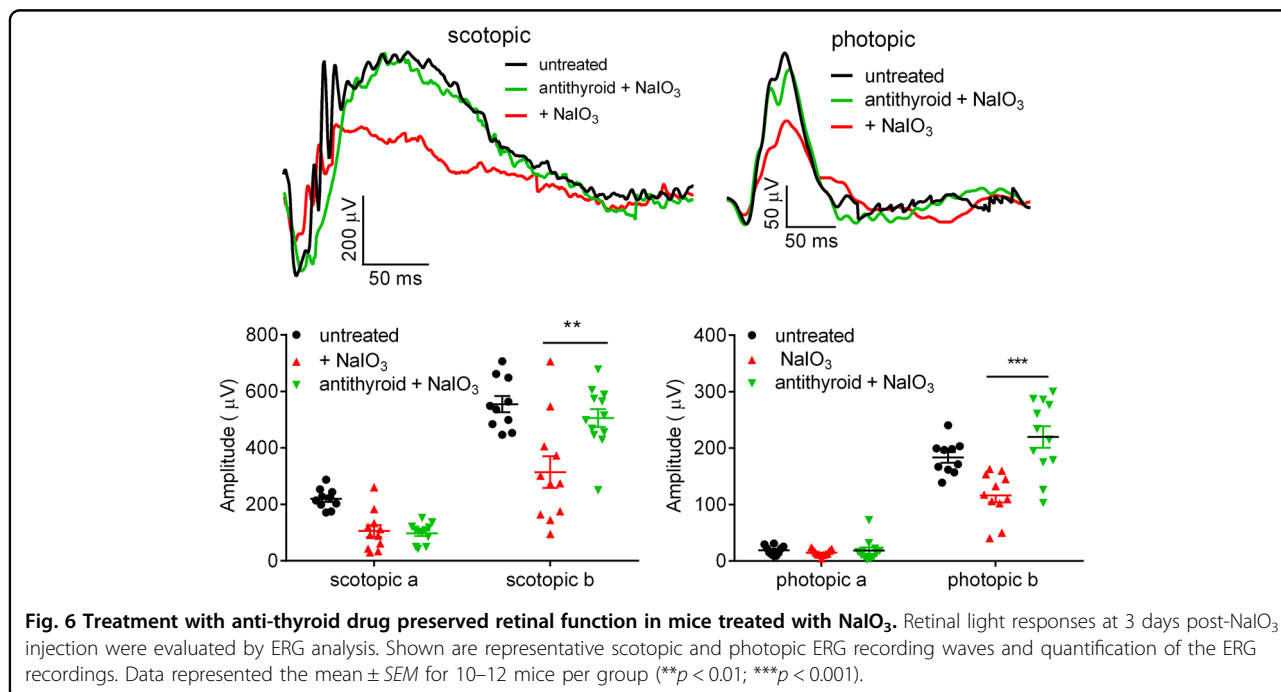 scotopic
untreated
antithyroid + NaIO₃
+ NaIO₃
200 μV
50 ms
photopic
untreated
antithyroid + NaIO₃
+ NaIO₃
50 μV
50 ms
Amplitude ( μV)
800
600
400
200
0
untreated
+ NaIO₃
antithyroid + NaIO₃
**
scotopic a
scotopic b
Amplitude ( μV)
400
300
200
100
0
untreated
NaIO₃
antithyroid + NaIO₃
***
photopic a
photopic b
Fig. 6 Treatment with anti-thyroid drug preserved retinal function in mice treated with NaIO₃. Retinal light responses at 3 days post-NaIO₃
injection were evaluated by ERG analysis. Shown are representative scotopic and photopic ERG recording waves and quantification of the ERG
recordings. Data represented the mean ± SEM for 10–12 mice per group (**p < 0.01; ***p < 0.001).